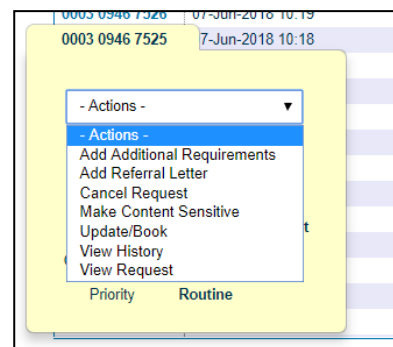 0003 0946 7526 07-Jun-2018 10:19
0003 0946 7525 7-Jun-2018 10:18
- Actions -
- Actions -
Add Additional Requirements
Add Referral Letter
Cancel Request
Make Content Sensitive
Update/Book
View History
View Request
Priority Routine